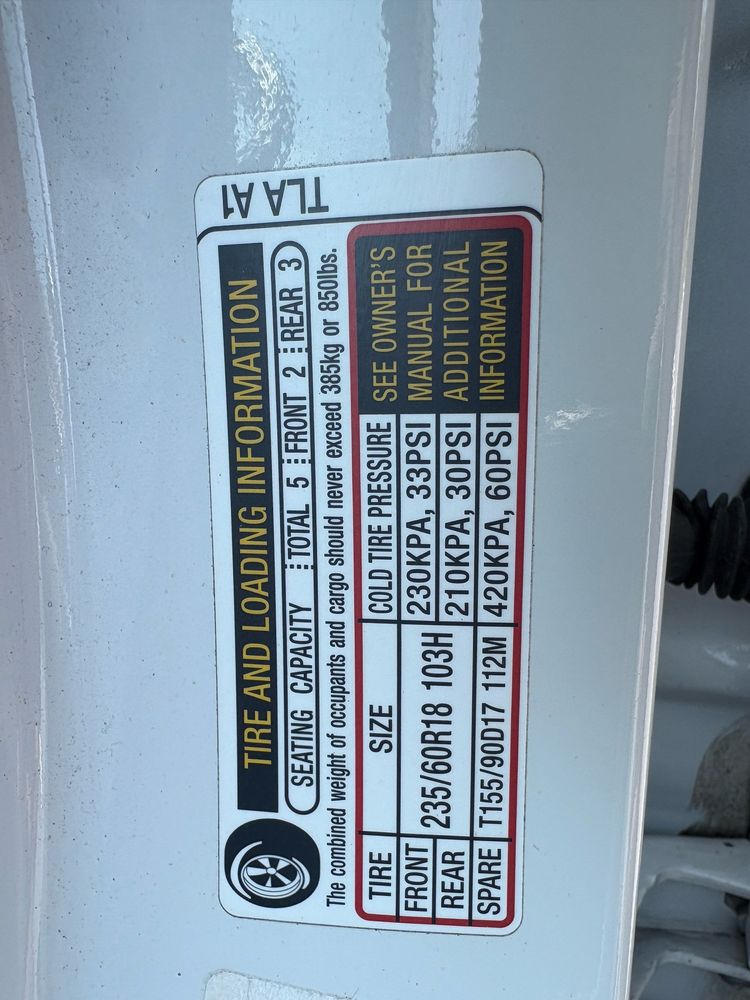 TLA A1
TIRE AND LOADING INFORMATION
SEATING CAPACITY TOTAL 5 FRONT 2 REAR 3
The combined weight of occupants and cargo should never exceed 385kg or 850lbs.
TIRE SIZE COLD TIRE PRESSURE SEE OWNER'S
FRONT 235/60R18 103H 230KPA, 33PSI MANUAL FOR
REAR 210KPA, 30PSI ADDITIONAL
SPARE T155/90D17 112M 420KPA, 60PSI INFORMATION